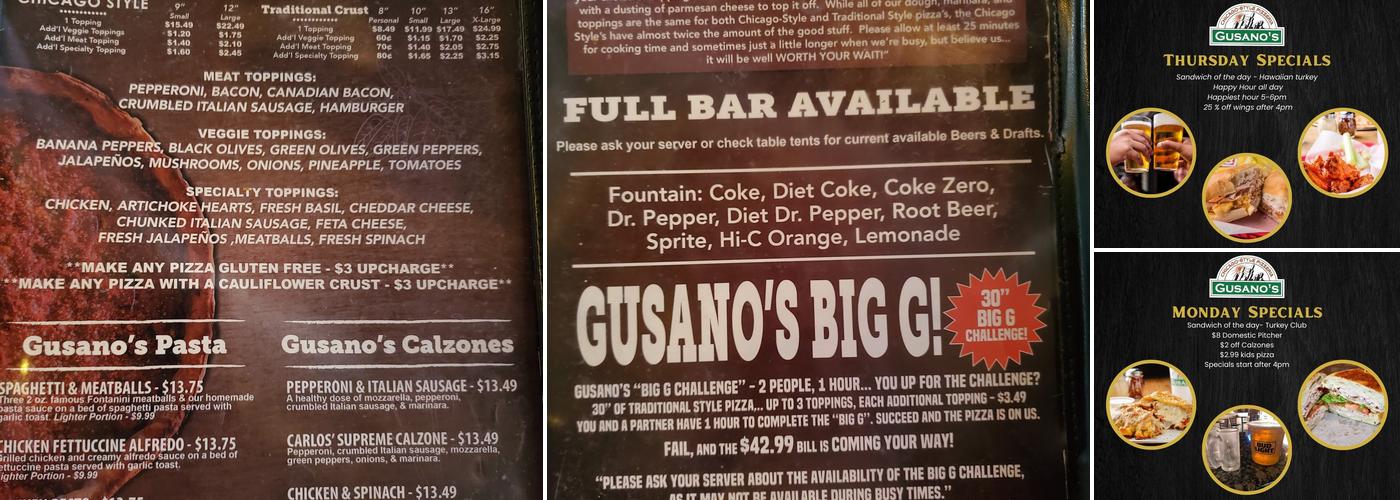 CHICAGO STYLE
9" 12"
Small Large
1 Topping $15.49 $22.49
Add'l Veggie Toppings $1.20 $1.75
Add'l Meat Topping $1.40 $2.10
Add'l Specialty Topping $1.60 $2.45
Traditional Crust 8" 10" 13" 16"
Personal Small Large X-Large
1 Topping $8.49 $11.99 $17.49 $24.99
Add'l Veggie Topping 60¢ $1.15 $1.70 $2.25
Add'l Meat Topping 70¢ $1.40 $2.05 $2.75
Add'l Specialty Topping 80¢ $1.65 $2.25 $3.15
MEAT TOPPINGS:
PEPPERONI, BACON, CANADIAN BACON,
CRUMBLED ITALIAN SAUSAGE, HAMBURGER
VEGGIE TOPPINGS:
BANANA PEPPERS, BLACK OLIVES, GREEN OLIVES, GREEN PEPPERS,
JALAPEÑOS, MUSHROOMS, ONIONS, PINEAPPLE, TOMATOES
SPECIALTY TOPPINGS:
CHICKEN, ARTICHOKE HEARTS, FRESH BASIL, CHEDDAR CHEESE,
CHUNKED ITALIAN SAUSAGE, FETA CHEESE,
FRESH JALAPEÑOS ,MEATBALLS, FRESH SPINACH
**MAKE ANY PIZZA GLUTEN FREE - $3 UPCHARGE**
**MAKE ANY PIZZA WITH A CAULIFLOWER CRUST - $3 UPCHARGE**
Gusano's Pasta
SPAGHETTI & MEATBALLS - $13.75
Three 2 oz. famous Fontanini meatballs & our homemade
pasta sauce on a bed of spaghetti pasta served with
garlic toast. Lighter Portion - $9.99
CHICKEN FETTUCCINE ALFREDO - $13.75
Grilled chicken and creamy alfredo sauce on a bed of
fettuccine pasta served with garlic toast.
Lighter Portion - $9.99
Gusano's Calzones
PEPPERONI & ITALIAN SAUSAGE - $13.49
A healthy dose of mozzarella, pepperoni,
crumbled Italian sausage, & marinara.
CARLOS' SUPREME CALZONE - $13.49
Pepperoni, crumbled Italian sausage, mozzarella,
green peppers, onions, & marinara.
CHICKEN & SPINACH - $13.49
with a dusting of parmesan cheese to top it off. While all of our dough, marinara, and
toppings are the same for both Chicago-Style and Traditional Style pizza's, the Chicago
Style's have almost twice the amount of the good stuff. Please allow at least 25 minutes
for cooking time and sometimes just a little longer when we're busy, but believe us...
it will be well WORTH YOUR WAIT!"
FULL BAR AVAILABLE
Please ask your server or check table tents for current available Beers & Drafts.
Fountain: Coke, Diet Coke, Coke Zero,
Dr. Pepper, Diet Dr. Pepper, Root Beer,
Sprite, Hi-C Orange, Lemonade
GUSANO'S BIG G!
30"
BIG G
CHALLENGE!
GUSANO'S "BIG G CHALLENGE" - 2 PEOPLE, 1 HOUR... YOU UP FOR THE CHALLENGE?
30" OF TRADITIONAL STYLE PIZZA... UP TO 3 TOPPINGS, EACH ADDITIONAL TOPPING - $3.49
YOU AND A PARTNER HAVE 1 HOUR TO COMPLETE THE "BIG G". SUCCEED AND THE PIZZA IS ON US.
FAIL, AND THE $42.99 BILL IS COMING YOUR WAY!
"PLEASE ASK YOUR SERVER ABOUT THE AVAILABILITY OF THE BIG G CHALLENGE,
AS IT MAY NOT BE AVAILABLE DURING BUSY TIMES."
CHICAGO-STYLE PIZZERIA
GUSANO'S
THURSDAY SPECIALS
Sandwich of the day - Hawaiian turkey
Happy Hour all day
Happiest hour 5-6pm
25 % off wings after 4pm
CHICAGO-STYLE PIZZERIA
GUSANO'S
MONDAY SPECIALS
Sandwich of the day- Turkey Club
$8 Domestic Pitcher
$2 off Calzones
$2.99 kids pizza
Specials start after 4pm
BUD
LIGHT